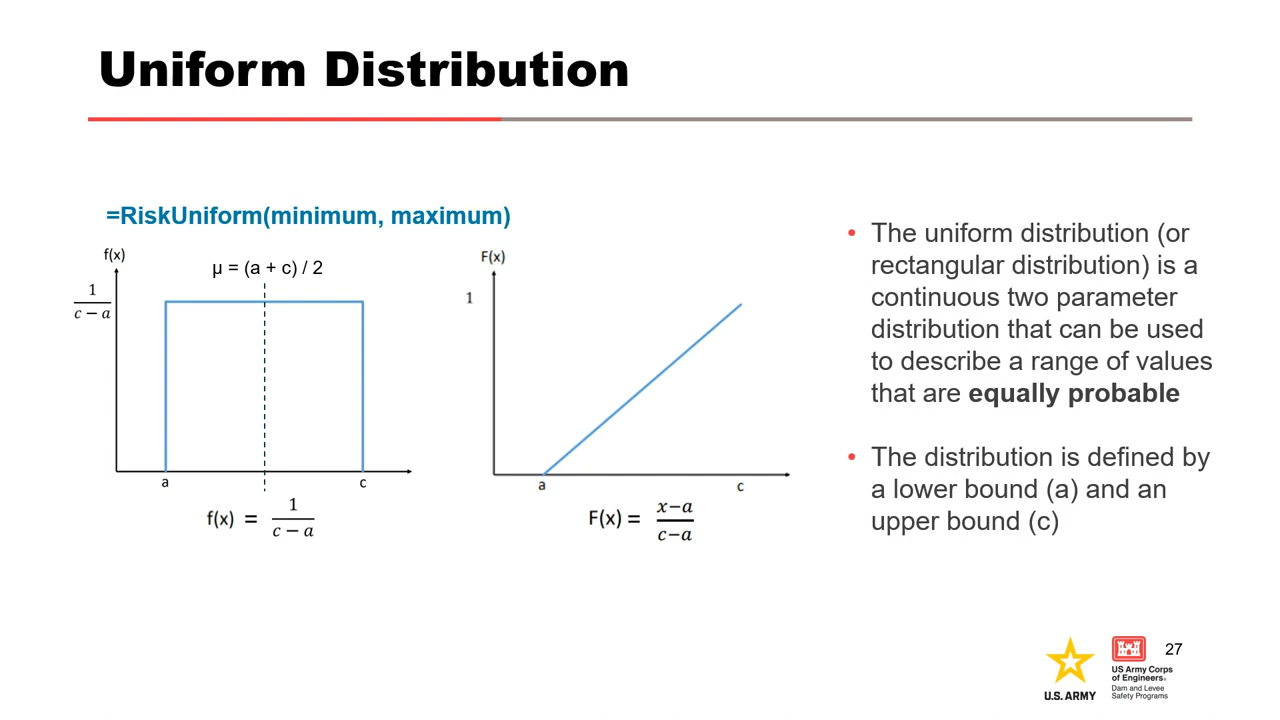 Uniform Distribution
=RiskUniform(minimum, maximum)
f(x)
μ = (a + c) / 2
1
c − a
a
c
f(x) =
1
c − a
F(x)
1
a
c
F(x) =
x−a
c−a
• The uniform distribution (or
rectangular distribution) is a
continuous two parameter
distribution that can be used
to describe a range of values
that are equally probable
• The distribution is defined by
a lower bound (a) and an
upper bound (c)
U.S. ARMY
US Army Corps
of Engineers®
Dam and Levee
Safety Programs
27